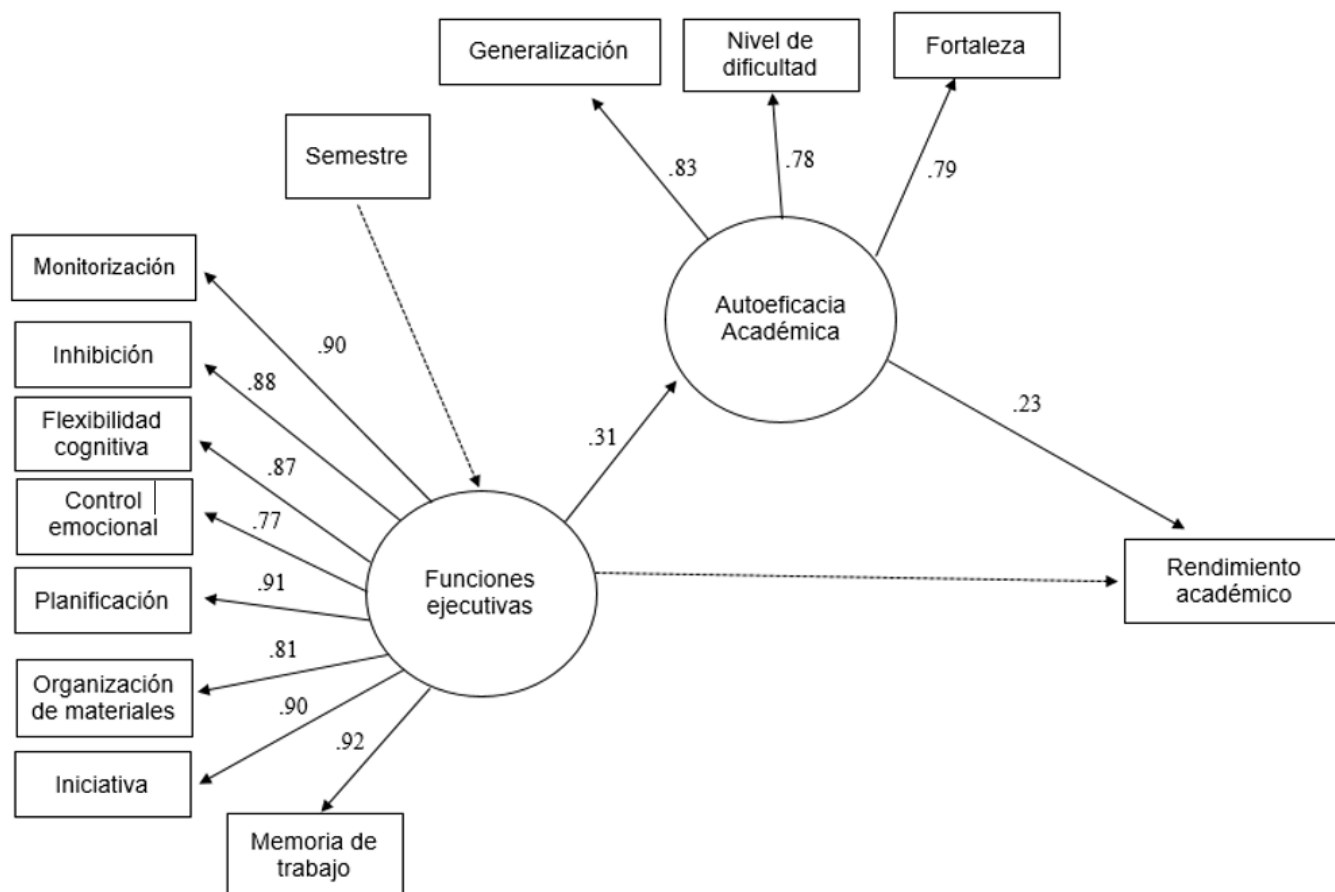 Generalización
Nivel de
dificultad
Fortaleza
Semestre
.83
.78
.79
Monitorización
Inhibición
Flexibilidad
cognitiva
Control
emocional
Planificación
Organización
de materiales
Iniciativa
Memoria de
trabajo
.90
.88
.87
.77
.91
.81
.90
.92
Funciones
ejecutivas
.31
Autoeficacia
Académica
.23
Rendimiento
académico